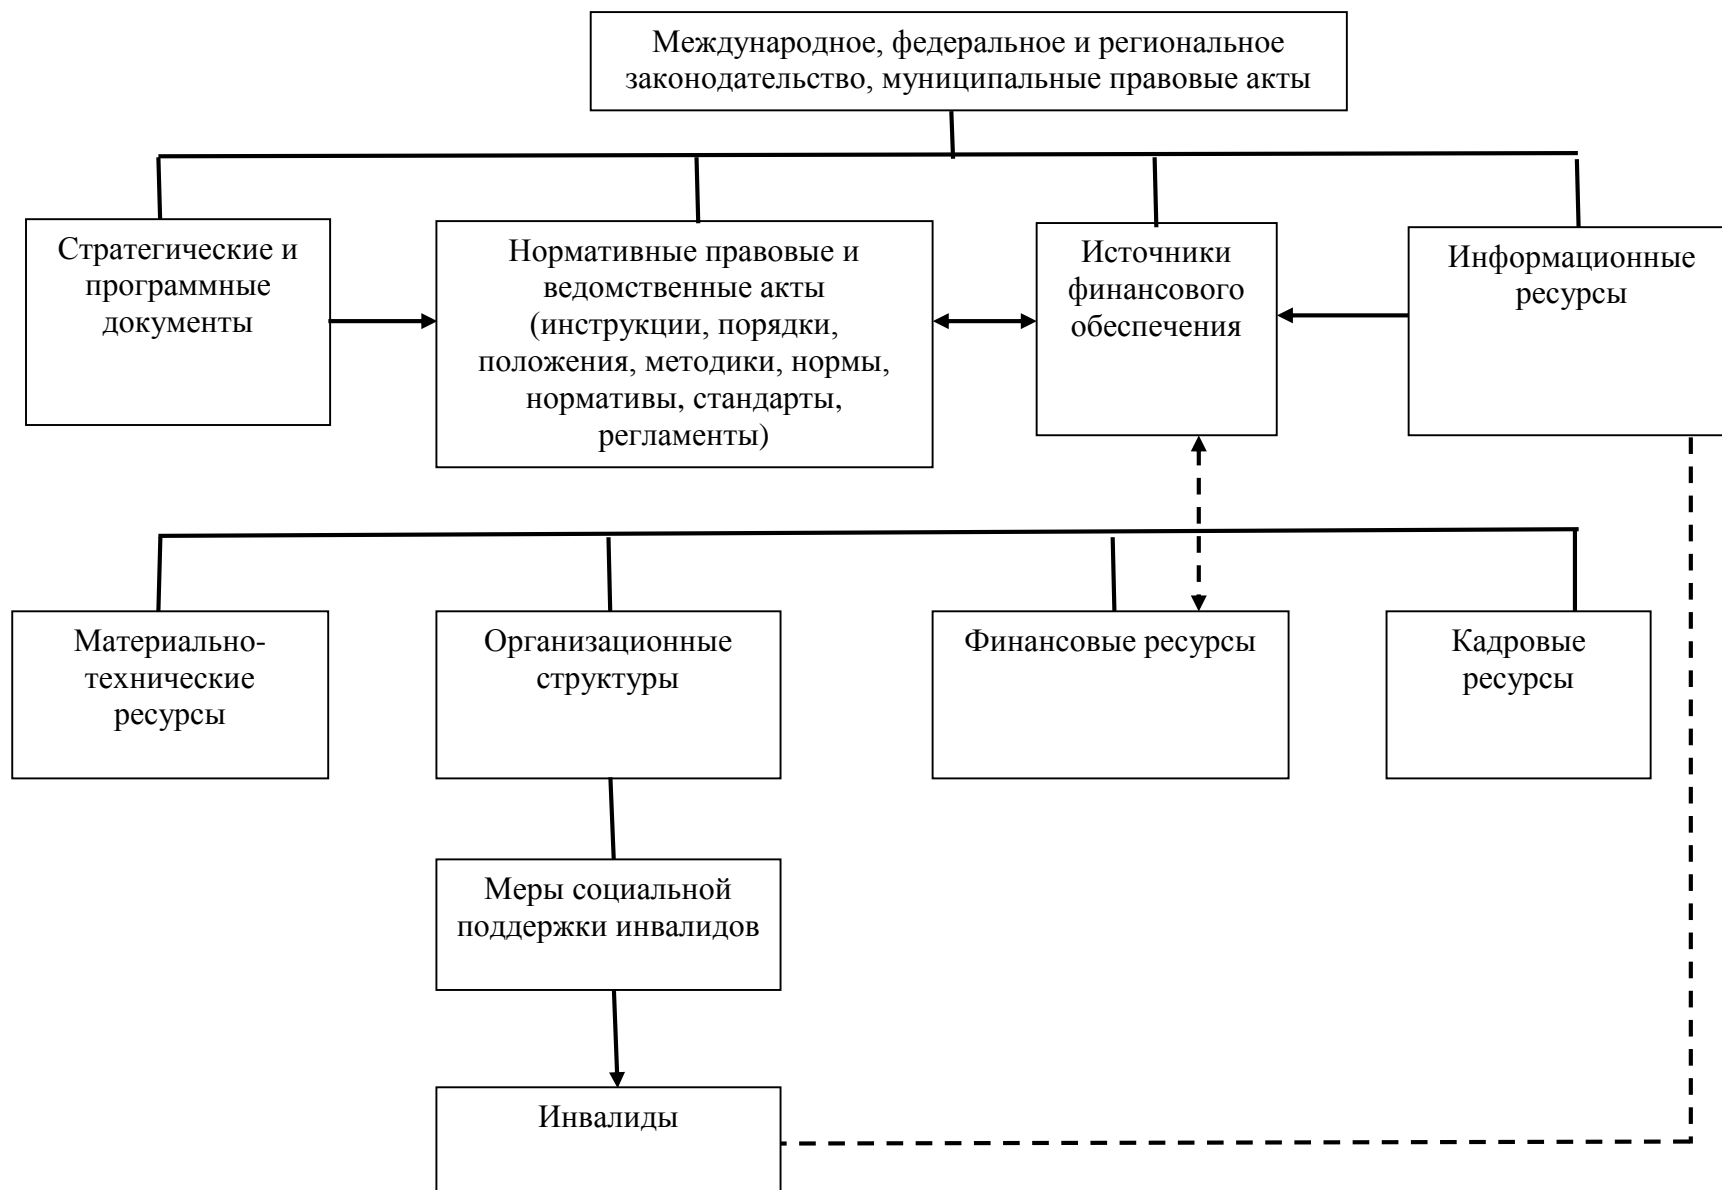 Международное, федеральное и региональное
законодательство, муниципальные правовые акты
Стратегические и
программные
документы
Нормативные правовые и
ведомственные акты
(инструкции, порядки,
положения, методики, нормы,
нормативы, стандарты,
регламенты)
Источники
финансового
обеспечения
Информационные
ресурсы
Материально-
технические
ресурсы
Организационные
структуры
Финансовые ресурсы
Кадровые
ресурсы
Меры социальной
поддержки инвалидов
Инвалиды